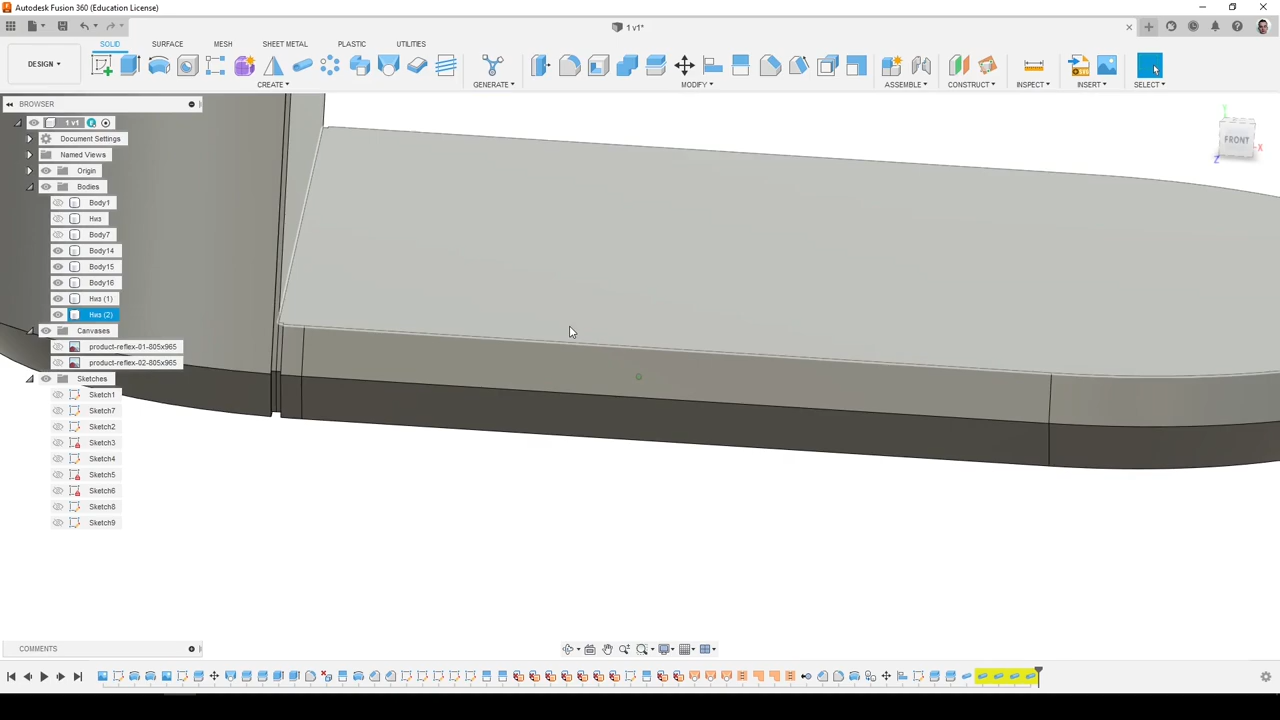 Autodesk Fusion 360 (Education License)
1 v1*
DESIGN
SOLID SURFACE MESH SHEET METAL PLASTIC UTILITIES
CREATE GENERATE MODIFY ASSEMBLE CONSTRUCT INSPECT INSERT SELECT
BROWSER
1 v1
Document Settings
Named Views
Origin
Bodies
Body1
Низ
Body7
Body14
Body15
Body16
Низ (1)
Низ (2)
Canvases
product-reflex-01-805x965
product-reflex-02-805x965
Sketches
Sketch1
Sketch7
Sketch2
Sketch3
Sketch4
Sketch5
Sketch6
Sketch8
Sketch9
Y
FRONT
X
Z
COMMENTS